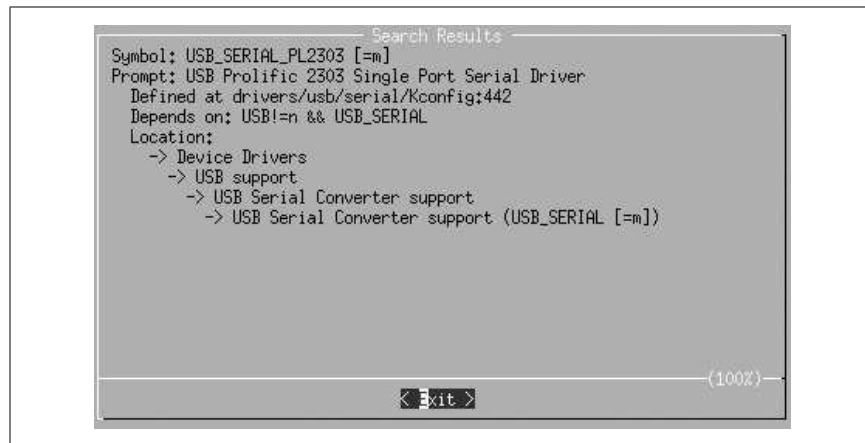 Search Results
Symbol: USB_SERIAL_PL2303 [=m]
Prompt: USB Prolific 2303 Single Port Serial Driver
Defined at drivers/usb/serial/Kconfig:442
Depends on: USB!=n && USB_SERIAL
Location:
-> Device Drivers
-> USB support
-> USB Serial Converter support
-> USB Serial Converter support (USB_SERIAL [=m])
(100%)
< Exit >